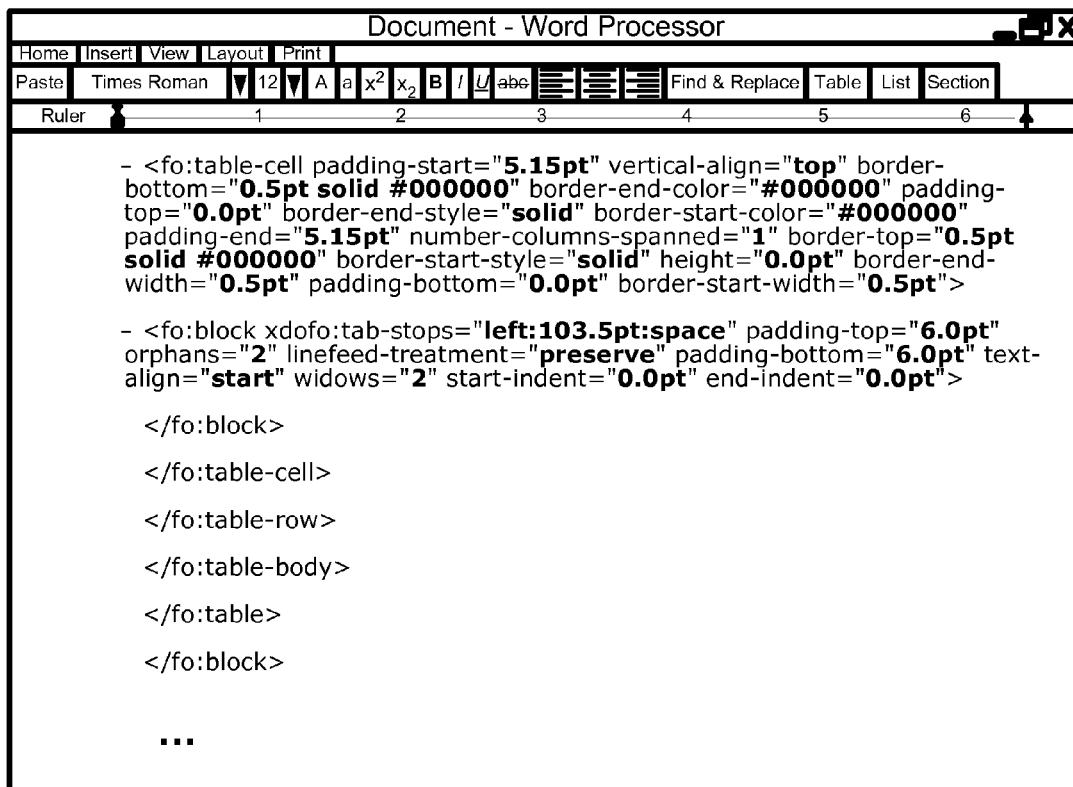 Document - Word Processor
Home Insert View Layout Print
Paste Times Roman 12 A a x² x₂ B I U abc Find & Replace Table List Section
Ruler 1 2 3 4 5 6
– <fo:table-cell padding-start="5.15pt" vertical-align="top" border-
bottom="0.5pt solid #000000" border-end-color="#000000" padding-
top="0.0pt" border-end-style="solid" border-start-color="#000000"
padding-end="5.15pt" number-columns-spanned="1" border-top="0.5pt
solid #000000" border-start-style="solid" height="0.0pt" border-end-
width="0.5pt" padding-bottom="0.0pt" border-start-width="0.5pt">
– <fo:block xdofo:tab-stops="left:103.5pt:space" padding-top="6.0pt"
orphans="2" linefeed-treatment="preserve" padding-bottom="6.0pt" text-
align="start" widows="2" start-indent="0.0pt" end-indent="0.0pt">
</fo:block>
</fo:table-cell>
</fo:table-row>
</fo:table-body>
</fo:table>
</fo:block>
...